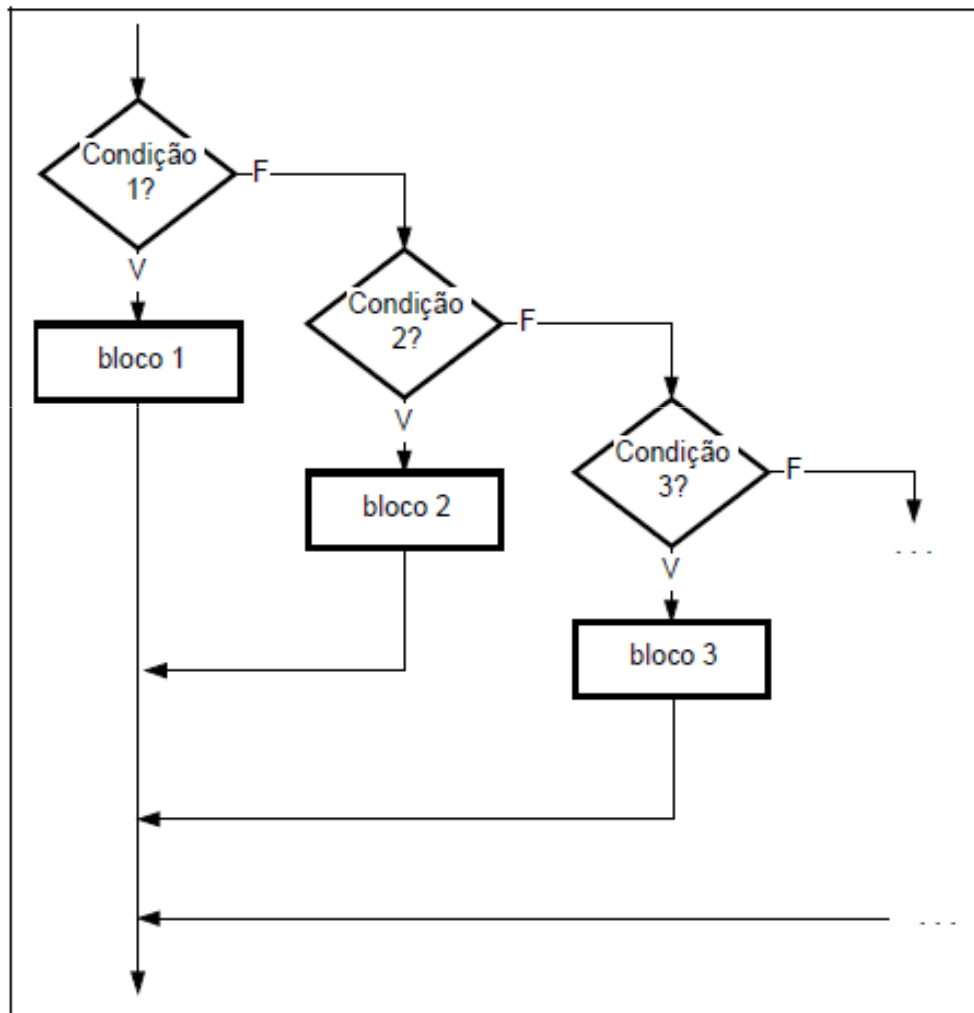 Condição
1?
F
V
bloco 1
Condição
2?
F
V
bloco 2
Condição
3?
F
V
bloco 3
...
...